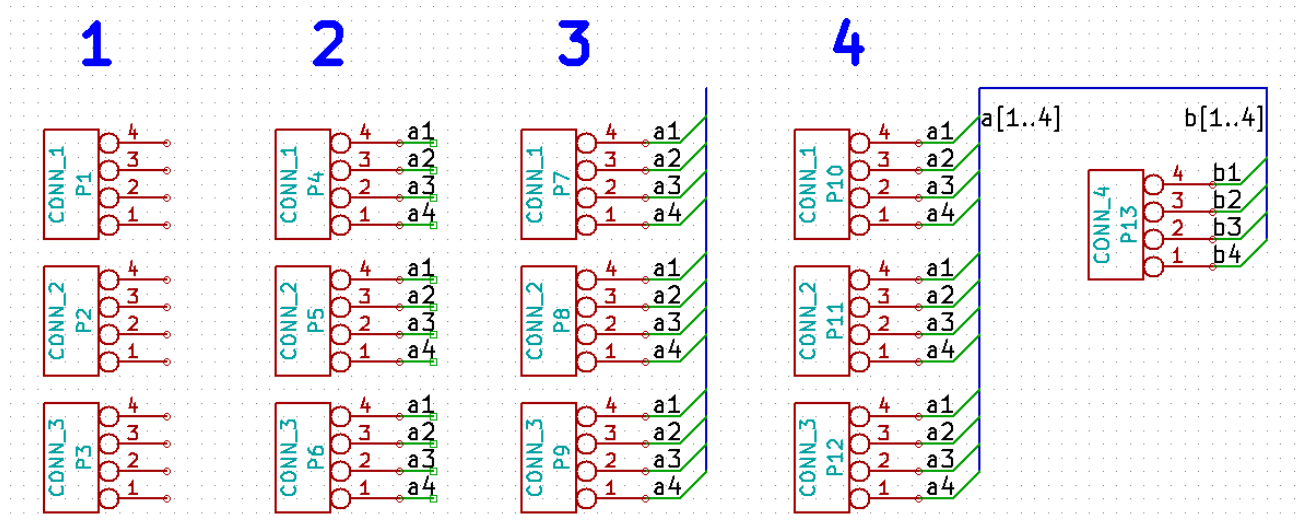 1 2 3 4
a[1..4] b[1..4]
CONN_1
P1
4
3
2
1
CONN_1
P4
4 a1
3 a2
2 a3
1 a4
CONN_1
P7
4 a1
3 a2
2 a3
1 a4
CONN_1
P10
4 a1
3 a2
2 a3
1 a4
CONN_4
P13
4 b1
3 b2
2 b3
1 b4
CONN_2
P2
4
3
2
1
CONN_2
P5
4 a1
3 a2
2 a3
1 a4
CONN_2
P8
4 a1
3 a2
2 a3
1 a4
CONN_2
P11
4 a1
3 a2
2 a3
1 a4
CONN_3
P3
4
3
2
1
CONN_3
P6
4 a1
3 a2
2 a3
1 a4
CONN_3
P9
4 a1
3 a2
2 a3
1 a4
CONN_3
P12
4 a1
3 a2
2 a3
1 a4